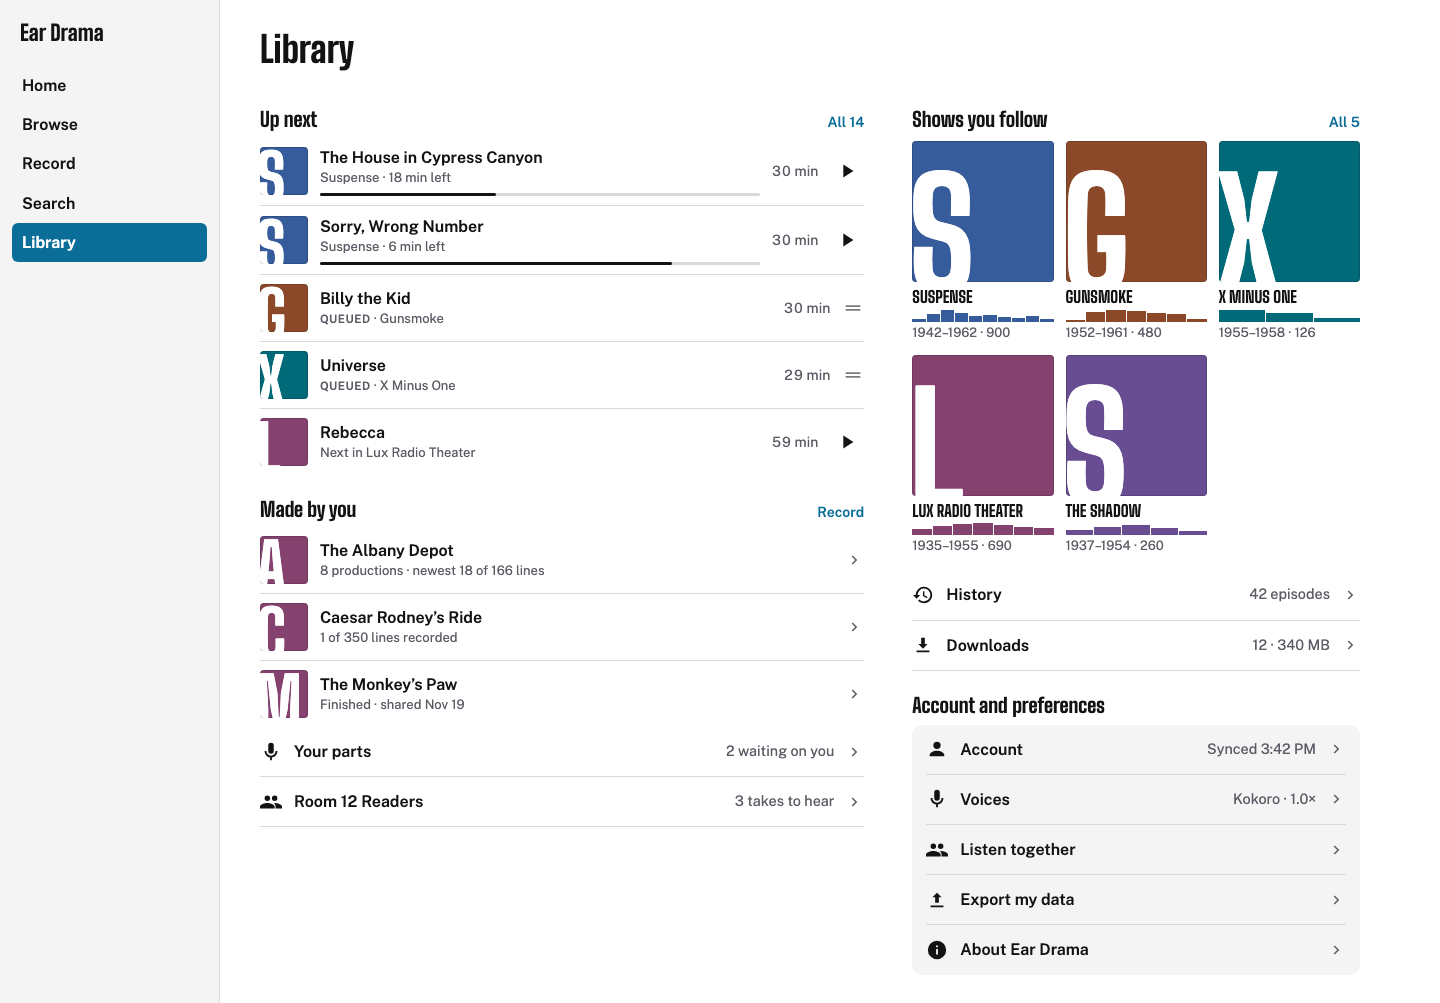 Ear Drama
Home
Browse
Record
Search
Library
Library
Up next
All 14
S
The House in Cypress Canyon
Suspense · 18 min left
30 min
S
Sorry, Wrong Number
Suspense · 6 min left
30 min
G
Billy the Kid
QUEUED · Gunsmoke
30 min
X
Universe
QUEUED · X Minus One
29 min
L
Rebecca
Next in Lux Radio Theater
59 min
Made by you
Record
A
The Albany Depot
8 productions · newest 18 of 166 lines
C
Caesar Rodney’s Ride
1 of 350 lines recorded
M
The Monkey’s Paw
Finished · shared Nov 19
Your parts
2 waiting on you
Room 12 Readers
3 takes to hear
Shows you follow
All 5
S
SUSPENSE
1942–1962 · 900
G
GUNSMOKE
1952–1961 · 480
X
X MINUS ONE
1955–1958 · 126
L
LUX RADIO THEATER
1935–1955 · 690
S
THE SHADOW
1937–1954 · 260
History
42 episodes
Downloads
12 · 340 MB
Account and preferences
Account
Synced 3:42 PM
Voices
Kokoro · 1.0×
Listen together
Export my data
About Ear Drama